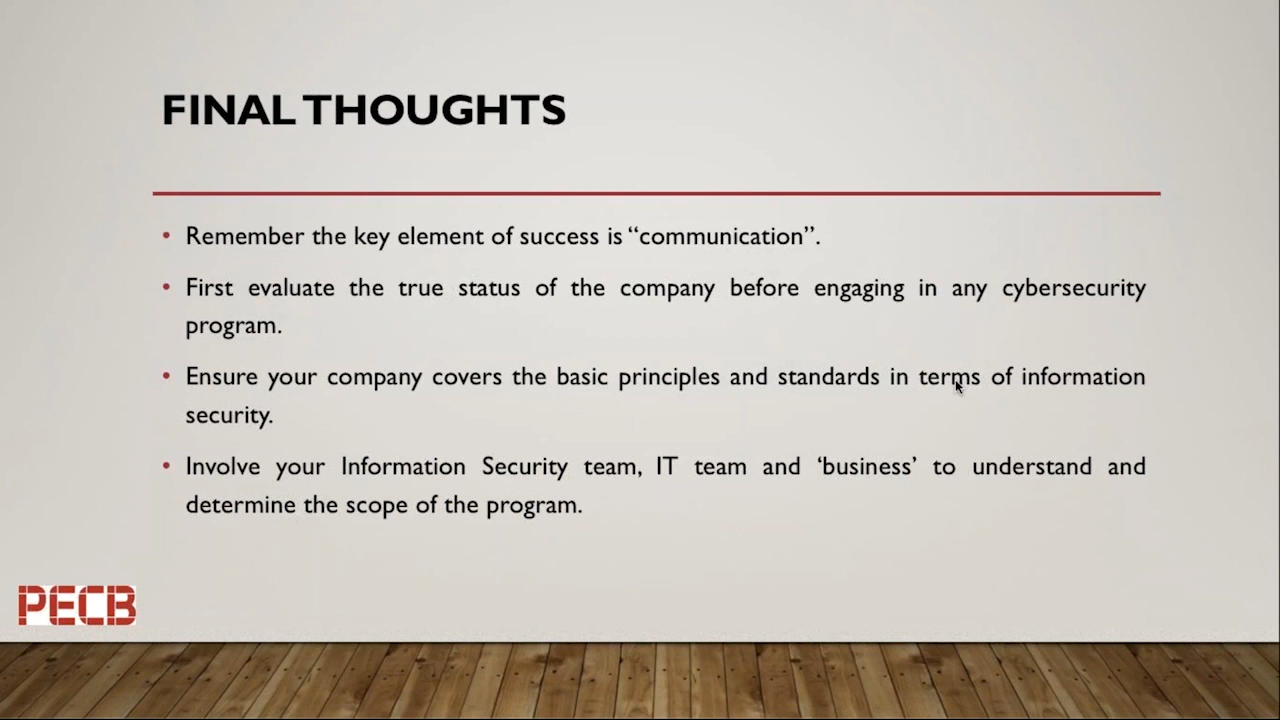 FINAL THOUGHTS
• Remember the key element of success is “communication”.
• First evaluate the true status of the company before engaging in any cybersecurity
program.
• Ensure your company covers the basic principles and standards in terms of information
security.
• Involve your Information Security team, IT team and ‘business’ to understand and
determine the scope of the program.
PECB